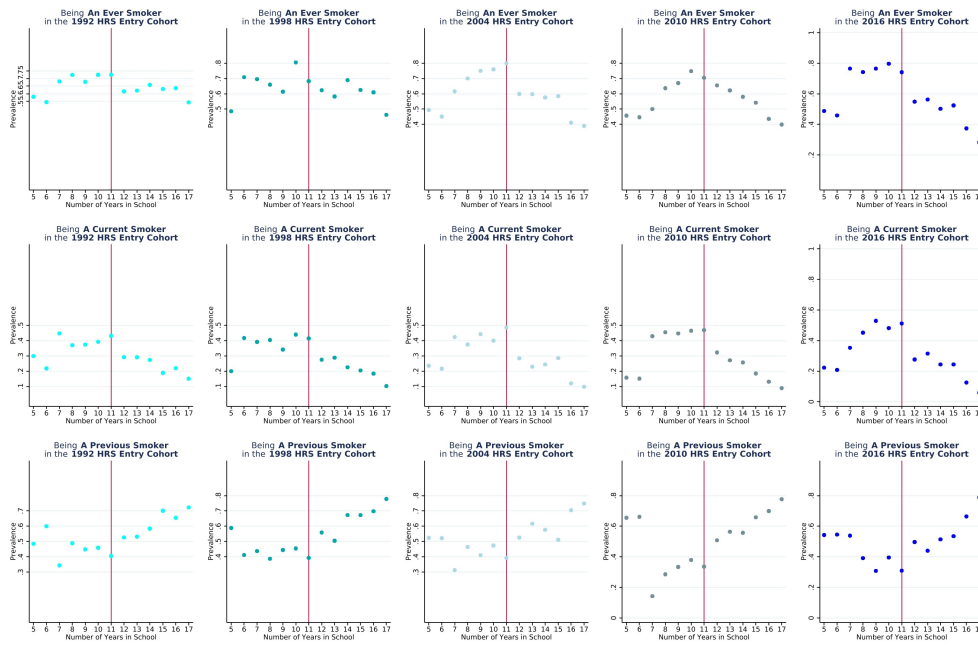 Being An Ever Smoker
in the 1992 HRS Entry Cohort
Prevalence
.55.6.65.7.75
5 6 7 8 9 10 11 12 13 14 15 16 17
Number of Years in School
Being An Ever Smoker
in the 1998 HRS Entry Cohort
Prevalence
.8
.7
.6
.5
5 6 7 8 9 10 11 12 13 14 15 16 17
Number of Years in School
Being An Ever Smoker
in the 2004 HRS Entry Cohort
Prevalence
.8
.7
.6
.5
.4
5 6 7 8 9 10 11 12 13 14 15 16 17
Number of Years in School
Being An Ever Smoker
in the 2010 HRS Entry Cohort
Prevalence
.8
.7
.6
.5
.4
5 6 7 8 9 10 11 12 13 14 15 16 17
Number of Years in School
Being An Ever Smoker
in the 2016 HRS Entry Cohort
Prevalence
1
.8
.6
.4
.2
5 6 7 8 9 10 11 12 13 14 15 16
Number of Years in School
Being A Current Smoker
in the 1992 HRS Entry Cohort
Prevalence
.5
.4
.3
.2
.1
5 6 7 8 9 10 11 12 13 14 15 16 17
Number of Years in School
Being A Current Smoker
in the 1998 HRS Entry Cohort
Prevalence
.5
.4
.3
.2
.1
5 6 7 8 9 10 11 12 13 14 15 16 17
Number of Years in School
Being A Current Smoker
in the 2004 HRS Entry Cohort
Prevalence
.5
.4
.3
.2
.1
5 6 7 8 9 10 11 12 13 14 15 16 17
Number of Years in School
Being A Current Smoker
in the 2010 HRS Entry Cohort
Prevalence
.5
.4
.3
.2
.1
5 6 7 8 9 10 11 12 13 14 15 16 17
Number of Years in School
Being A Current Smoker
in the 2016 HRS Entry Cohort
Prevalence
1
.8
.6
.4
.2
0
5 6 7 8 9 10 11 12 13 14 15 16
Number of Years in School
Being A Previous Smoker
in the 1992 HRS Entry Cohort
Prevalence
.7
.6
.5
.4
.3
5 6 7 8 9 10 11 12 13 14 15 16 17
Number of Years in School
Being A Previous Smoker
in the 1998 HRS Entry Cohort
Prevalence
.8
.7
.6
.5
.4
.3
5 6 7 8 9 10 11 12 13 14 15 16 17
Number of Years in School
Being A Previous Smoker
in the 2004 HRS Entry Cohort
Prevalence
.8
.7
.6
.5
.4
.3
5 6 7 8 9 10 11 12 13 14 15 16 17
Number of Years in School
Being A Previous Smoker
in the 2010 HRS Entry Cohort
Prevalence
.8
.6
.4
.2
0
5 6 7 8 9 10 11 12 13 14 15 16 17
Number of Years in School
Being A Previous Smoker
in the 2016 HRS Entry Cohort
Prevalence
.8
.6
.4
.2
0
5 6 7 8 9 10 11 12 13 14 15 16
Number of Years in School